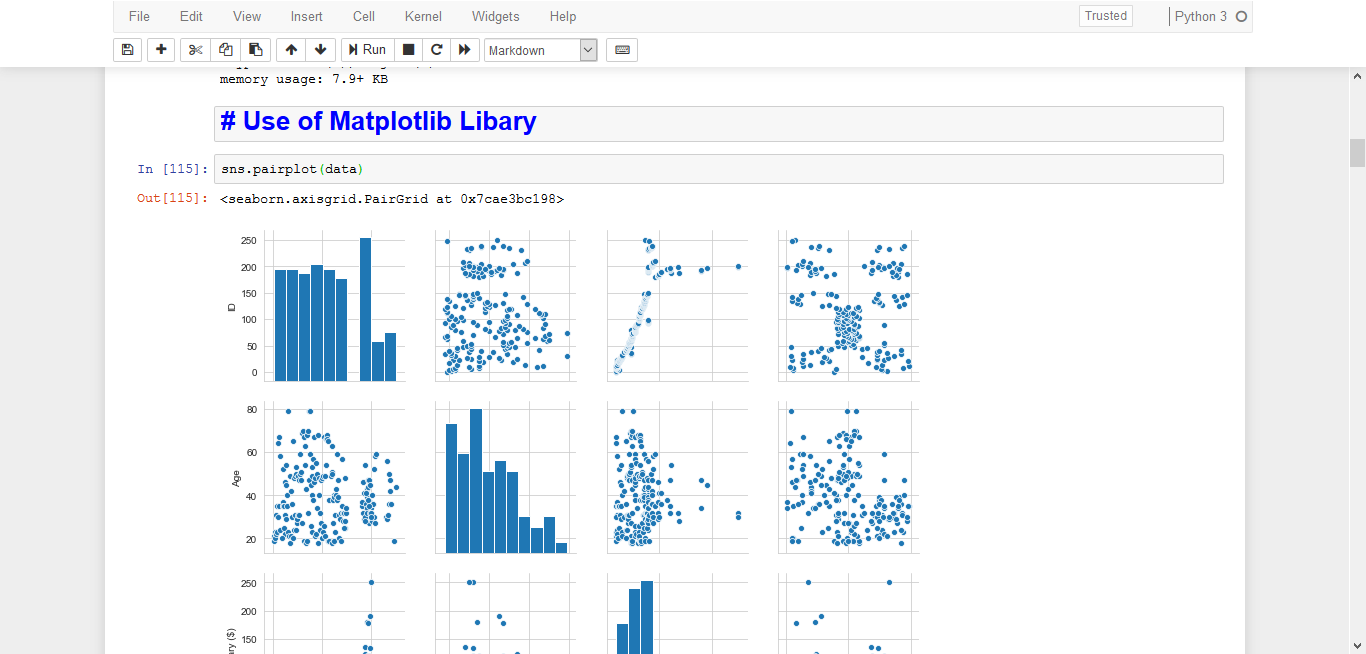 File Edit View Insert Cell Kernel Widgets Help Trusted Python 3
Run Markdown
memory usage: 7.9+ KB
# Use of Matplotlib Libary
In [115]: sns.pairplot(data)
Out[115]: <seaborn.axisgrid.PairGrid at 0x7cae3bc198>
250
200
150
100
50
0
ID
80
60
40
20
Age
250
200
150
($)